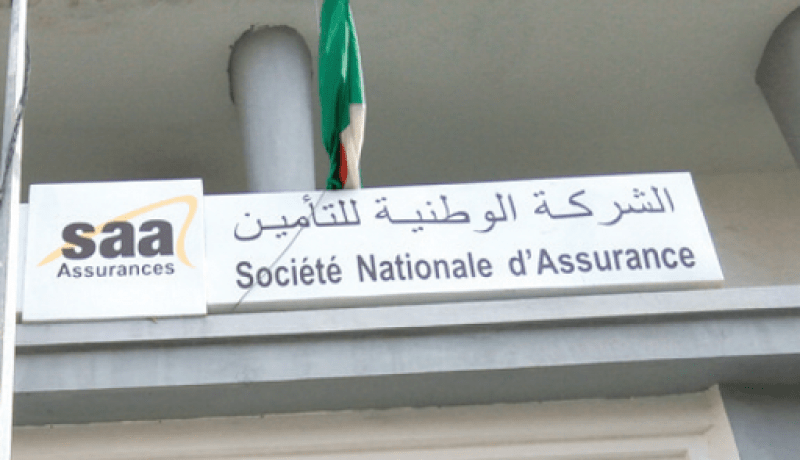 saa
Assurances
الشركة الوطنية للتأمين
Société Nationale d'Assurance